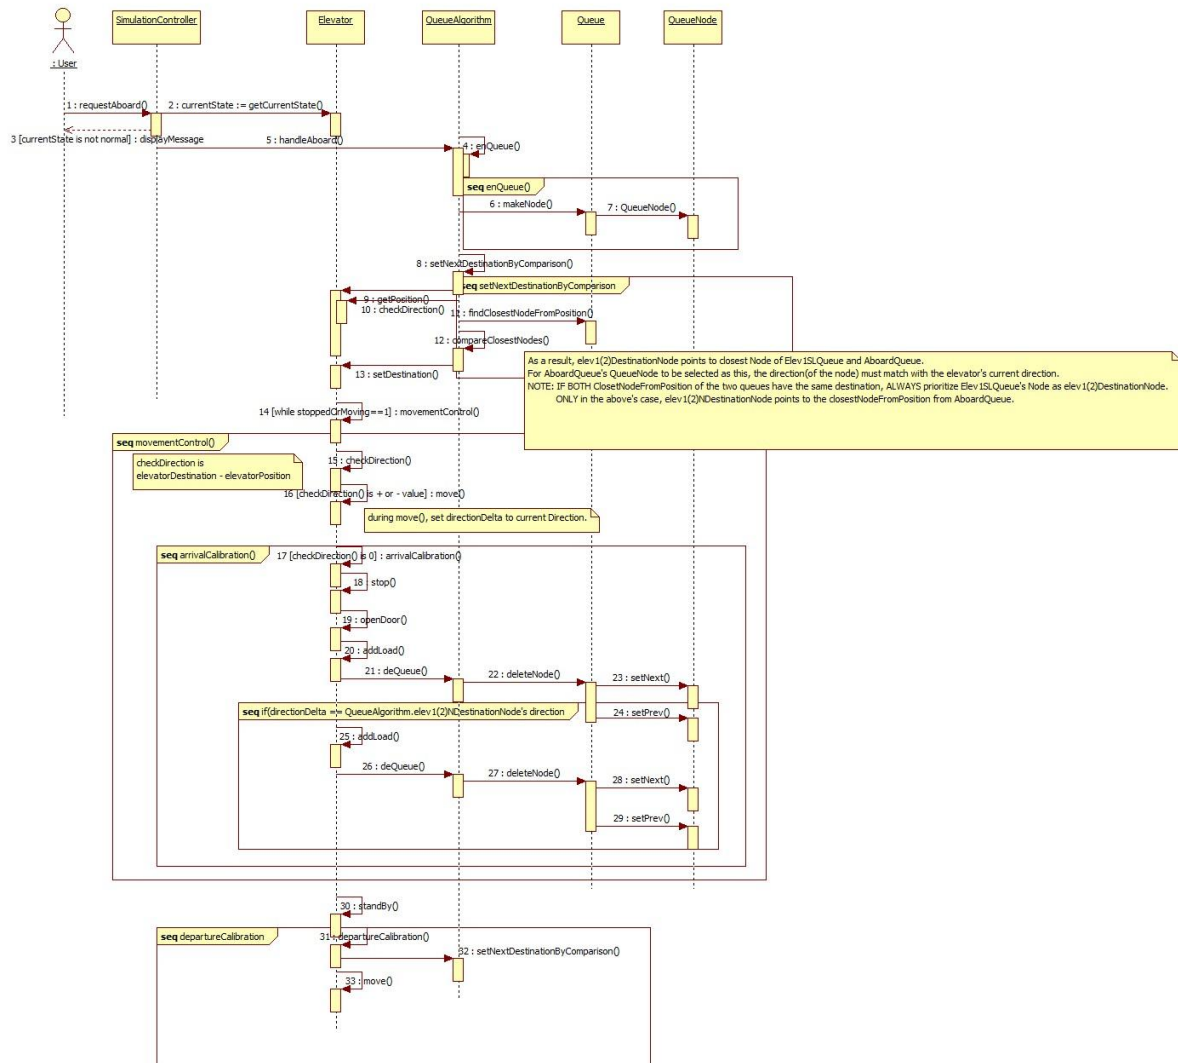 SimulationController
Elevator
QueueAlgorithm
Queue
QueueNode
: User
1 : requestAboard()
2 : currentState := getCurrentState()
3 [currentState is not normal] : displayMessage
5 : handleAboard()
4 : enQueue()
seq enQueue()
6 : makeNode()
7 : QueueNode()
8 : setNextDestinationByComparison()
seq setNextDestinationByComparison
9 : getPosition()
10 : checkDirection()
11 : findClosestNodeFromPosition()
12 : compareClosestNodes()
13 : setDestination()
As a result, elev1(2)DestinationNode points to closest Node of Elev1SLQueue and AboardQueue.
For AboardQueue's QueueNode to be selected as this, the direction(of the node) must match with the elevator's current direction.
NOTE: IF BOTH ClosetNodeFromPosition of the two queues have the same destination, ALWAYS prioritize Elev1SLQueue's Node as elev1(2)DestinationNode.
ONLY in the above's case, elev1(2)NDestinationNode points to the closestNodeFromPosition from AboardQueue.
14 [while stoppedOrMoving==1] : movementControl()
seq movementControl()
checkDirection is
elevatorDestination - elevatorPosition
15 : checkDirection()
16 [checkDirection() is + or - value] : move()
during move(), set directionDelta to current Direction.
seq arrivalCalibration()
17 [checkDirection() is 0] : arrivalCalibration()
18 : stop()
19 : openDoor()
20 : addLoad()
21 : deQueue()
22 : deleteNode()
23 : setNext()
seq if(directionDelta == QueueAlgorithm.elev1(2)NDestinationNode's direction
24 : setPrev()
25 : addLoad()
26 : deQueue()
27 : deleteNode()
28 : setNext()
29 : setPrev()
30 : standBy()
seq departureCalibration
31 : departureCalibration()
32 : setNextDestinationByComparison()
33 : move()